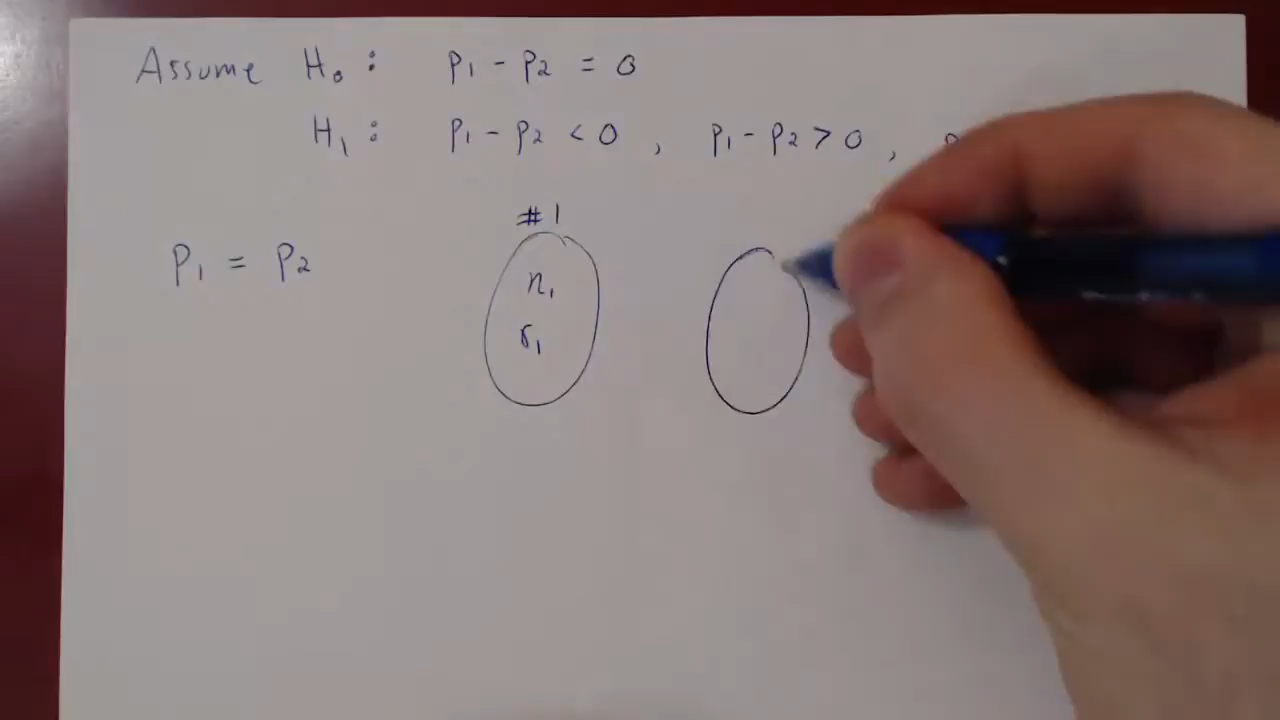 Assume H₀ : p₁ - p₂ = 0
H₁ : p₁ - p₂ < 0 , p₁ - p₂ > 0 ,
#1
p₁ = p₂
n₁
r₁